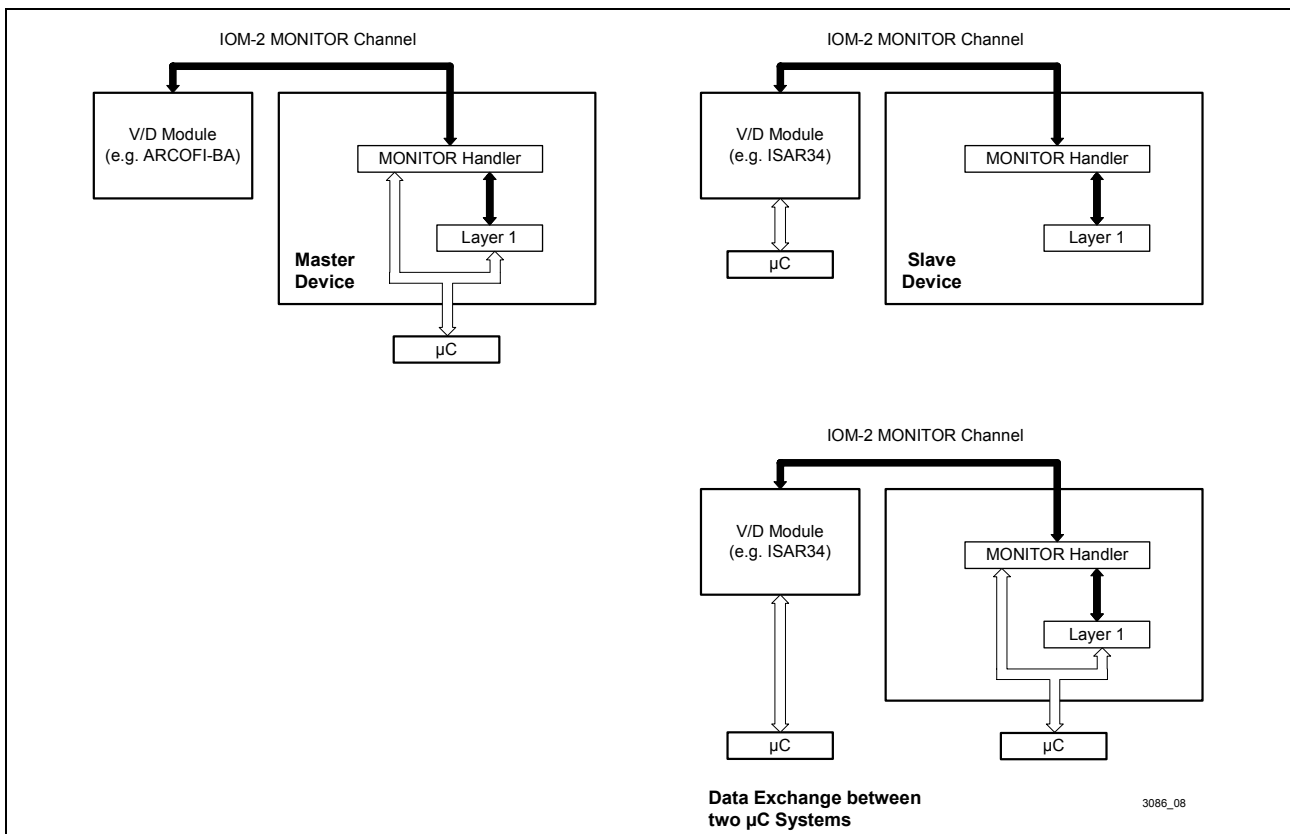 IOM-2 MONITOR Channel
V/D Module
(e.g. ARCOFI-BA)
MONITOR Handler
Layer 1
Master
Device
µC
IOM-2 MONITOR Channel
V/D Module
(e.g. ISAR34)
µC
MONITOR Handler
Layer 1
Slave
Device
IOM-2 MONITOR Channel
V/D Module
(e.g. ISAR34)
MONITOR Handler
Layer 1
µC
µC
Data Exchange between
two µC Systems
3086_08